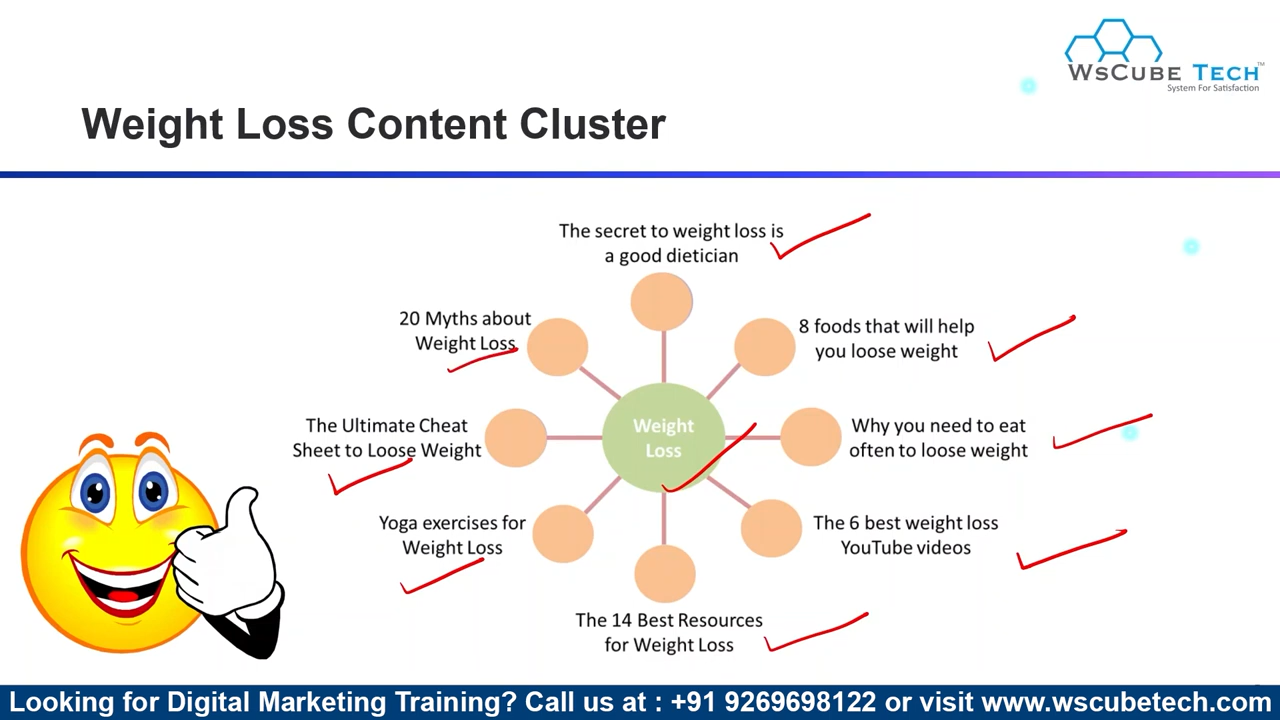 WsCube Tech™
System For Satisfaction
Weight Loss Content Cluster
The secret to weight loss is
a good dietician
20 Myths about
Weight Loss
8 foods that will help
you loose weight
The Ultimate Cheat
Sheet to Loose Weight
Weight
Loss
Why you need to eat
often to loose weight
Yoga exercises for
Weight Loss
The 6 best weight loss
YouTube videos
The 14 Best Resources
for Weight Loss
Looking for Digital Marketing Training? Call us at : +91 9269698122 or visit www.wscubetech.com